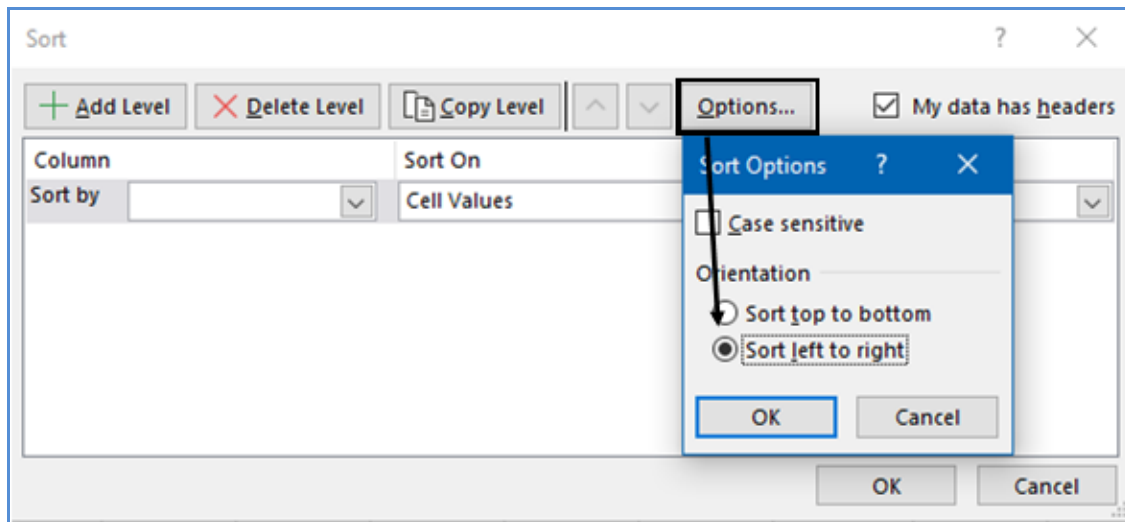 Sort ?
Add Level Delete Level Copy Level Options... My data has headers
Column Sort On
Sort by Cell Values
Sort Options ?
Case sensitive
Orientation
Sort top to bottom
Sort left to right
OK Cancel
OK Cancel